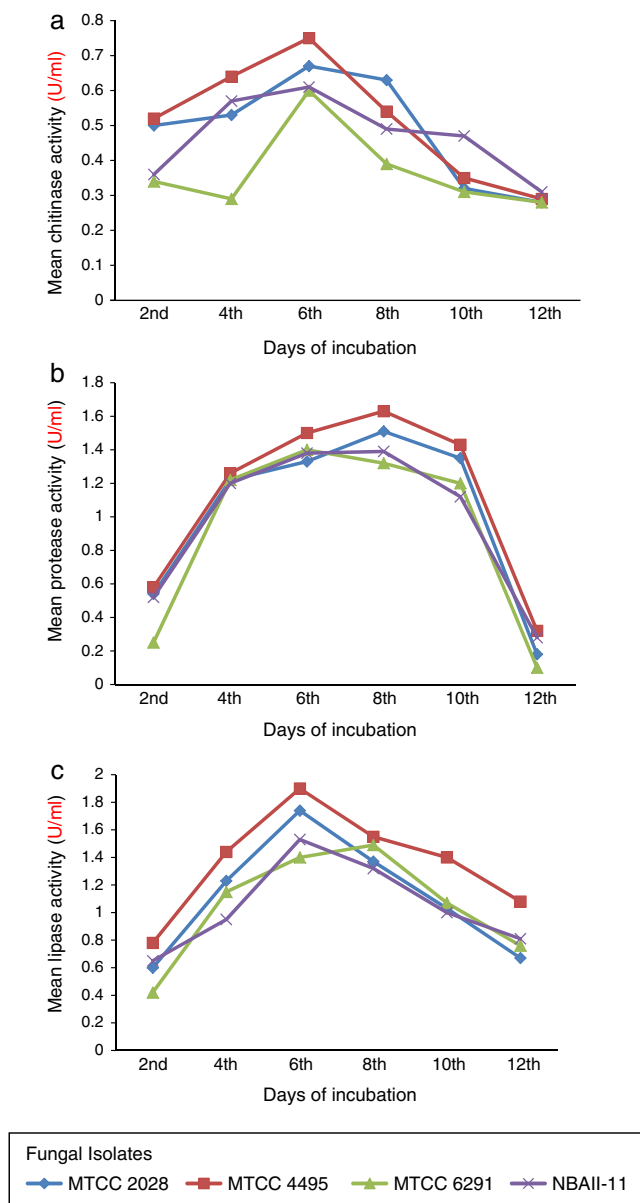 a
Mean chitinase activity (U/ml)
0.8
0.7
0.6
0.5
0.4
0.3
0.2
0.1
0
2nd 4th 6th 8th 10th 12th
Days of incubation
b
Mean protease activity (U/ml)
1.8
1.6
1.4
1.2
1
0.8
0.6
0.4
0.2
0
2nd 4th 6th 8th 10th 12th
Days of incubation
c
Mean lipase activity (U/ml)
2
1.8
1.6
1.4
1.2
1
0.8
0.6
0.4
0.2
0
2nd 4th 6th 8th 10th 12th
Days of incubation
Fungal Isolates
MTCC 2028 MTCC 4495 MTCC 6291 NBAII-11